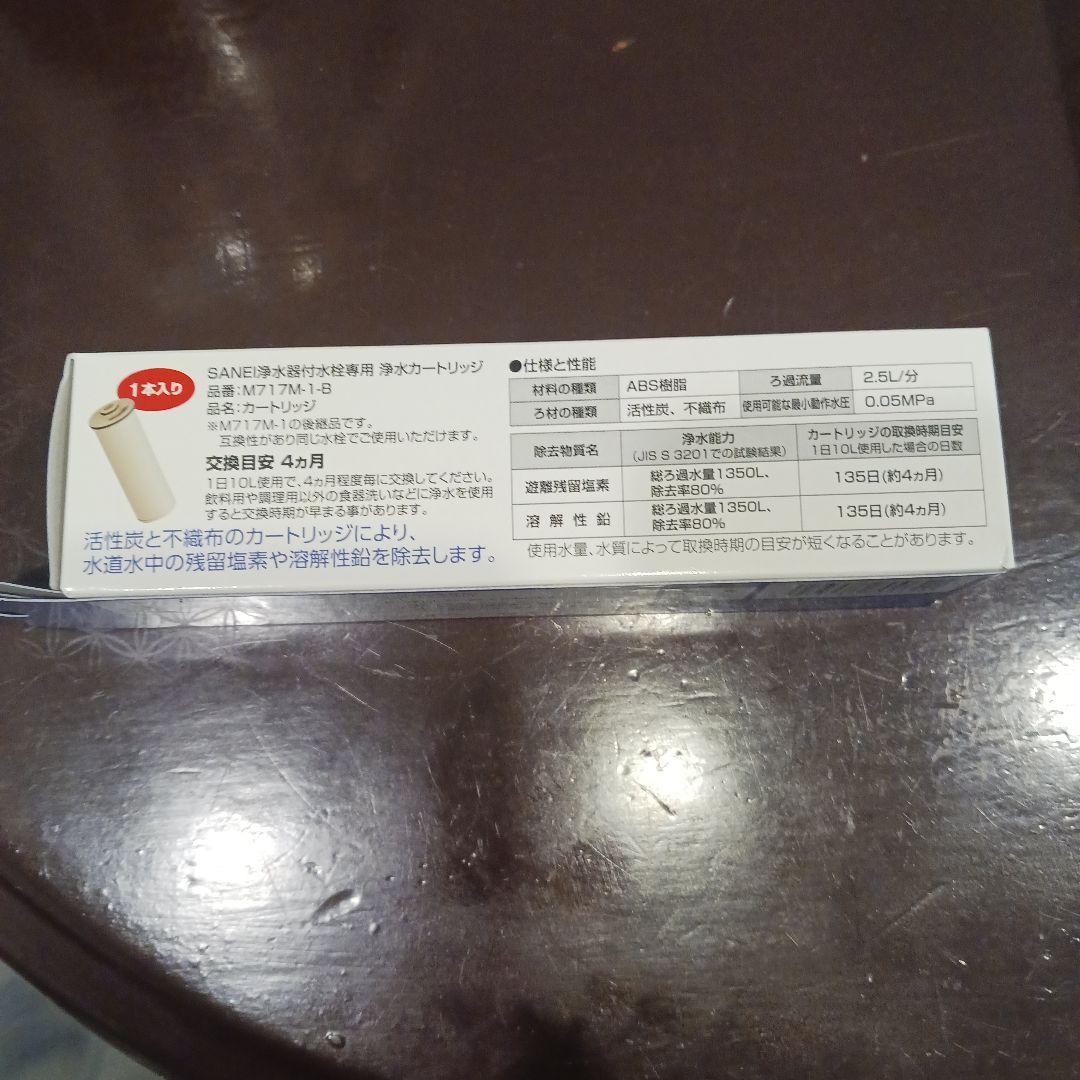 1本入り
SANEI浄水器付水栓専用 浄水カートリッジ
品番:M717M-1-B
品名:カートリッジ
※M717M-1の後継品です。
互換性があり同じ水栓でご使用いただけます。
交換目安 4ヵ月
1日10L使用で、4ヵ月程度毎に交換してください。
飲料用や調理用以外の食器洗いなどに浄水を使用
すると交換時期が早まる事があります。
活性炭と不織布のカートリッジにより、
水道水中の残留塩素や溶解性鉛を除去します。
●仕様と性能
材料の種類 ABS樹脂 ろ過流量 2.5L/分
ろ材の種類 活性炭、不織布 使用可能な最小動作水圧 0.05MPa
除去物質名 浄水能力 カートリッジの取換時期目安
(JIS S 3201での試験結果) 1日10L使用した場合の日数
遊離残留塩素 総ろ過水量1350L、 135日(約4ヵ月)
除去率80%
溶解性鉛 総ろ過水量1350L、 135日(約4ヵ月)
除去率80%
使用水量、水質によって取換時期の目安が短くなることがあります。